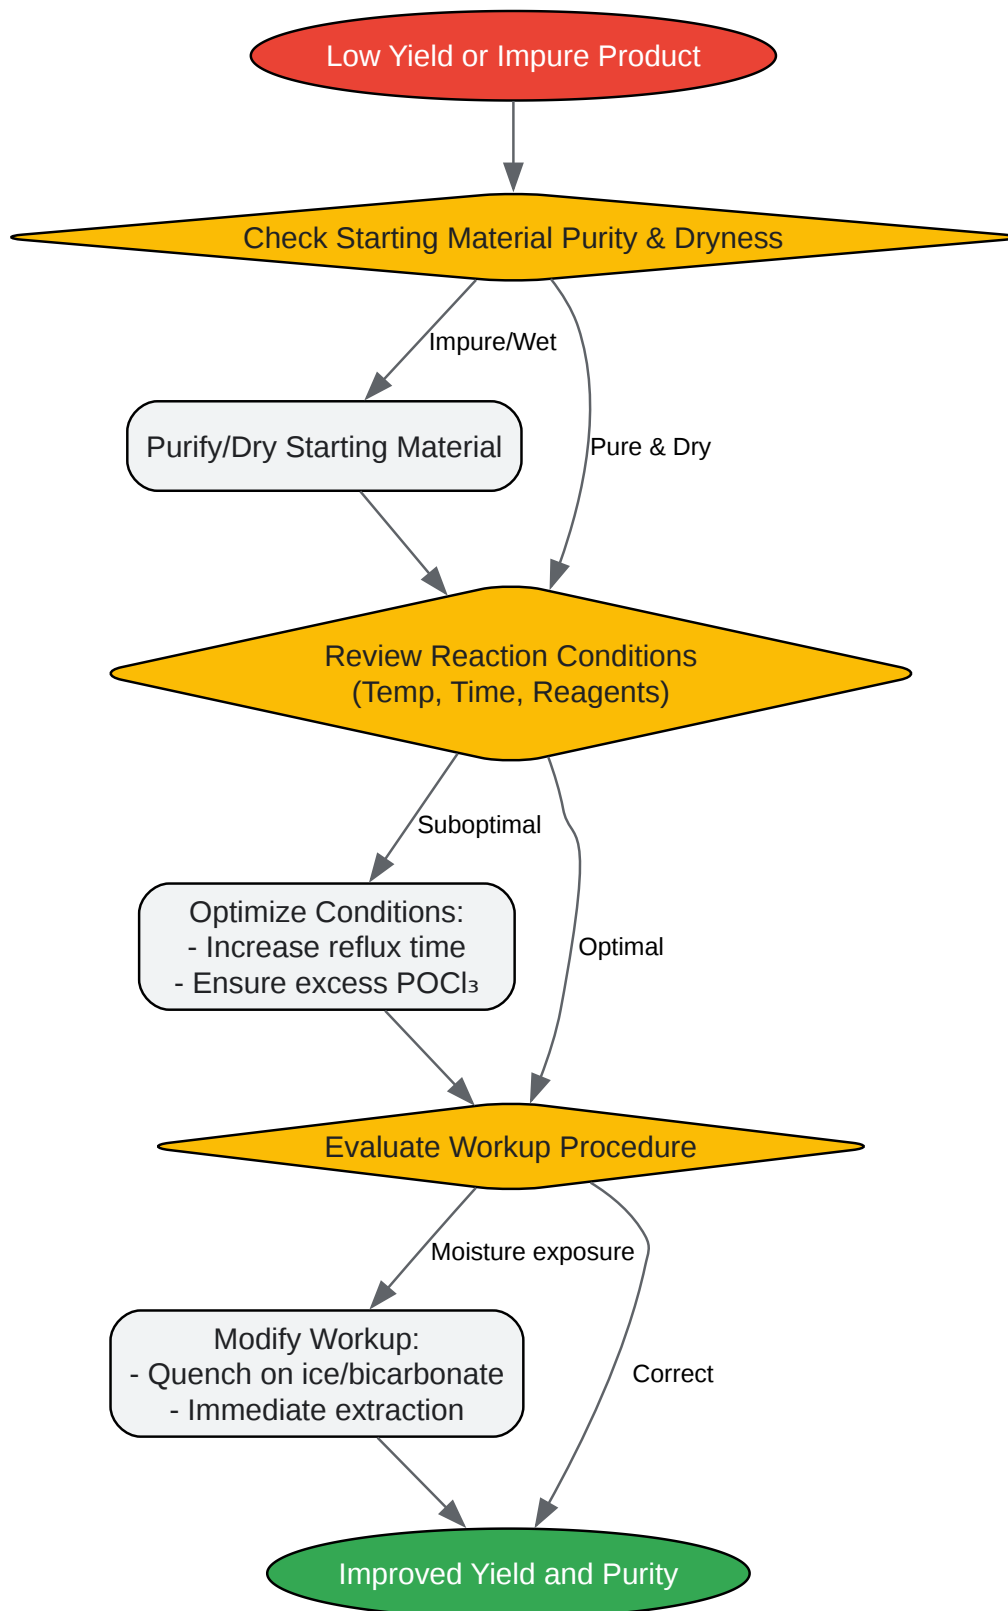 Low Yield or Impure Product
Check Starting Material Purity & Dryness
Impure/Wet
Purify/Dry Starting Material
Pure & Dry
Review Reaction Conditions
(Temp, Time, Reagents)
Suboptimal
Optimize Conditions:
- Increase reflux time
- Ensure excess POCl₃
Optimal
Evaluate Workup Procedure
Moisture exposure
Modify Workup:
- Quench on ice/bicarbonate
- Immediate extraction
Correct
Improved Yield and Purity